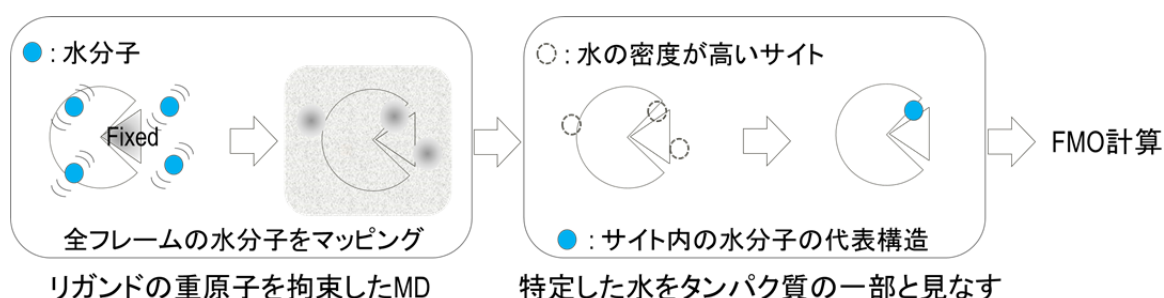 : 水分子
Fixed
全フレームの水分子をマッピング
リガンドの重原子を拘束したMD
: 水の密度が高いサイト
: サイト内の水分子の代表構造
特定した水をタンパク質の一部と見なす
FMO計算